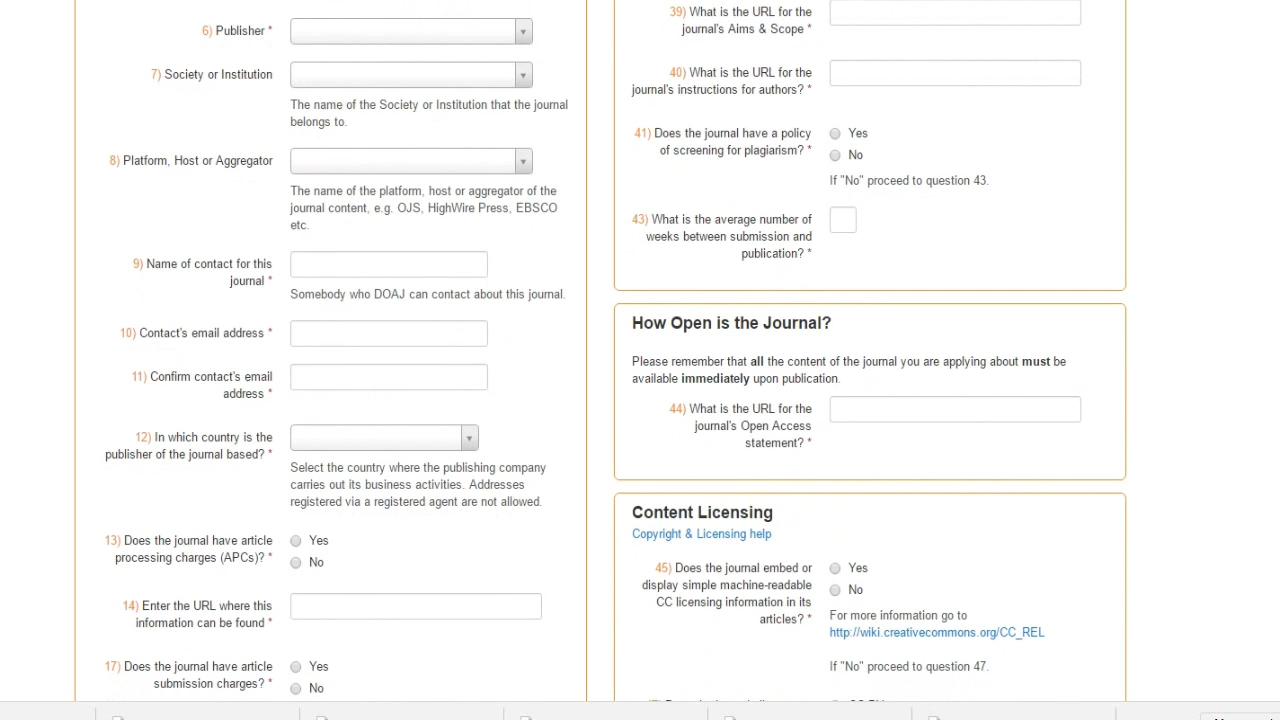 6) Publisher *
7) Society or Institution
The name of the Society or Institution that the journal
belongs to.
8) Platform, Host or Aggregator
The name of the platform, host or aggregator of the
journal content, e.g. OJS, HighWire Press, EBSCO
etc.
9) Name of contact for this
journal *
Somebody who DOAJ can contact about this journal.
10) Contact's email address *
11) Confirm contact's email
address *
12) In which country is the
publisher of the journal based? *
Select the country where the publishing company
carries out its business activities. Addresses
registered via a registered agent are not allowed.
13) Does the journal have article
processing charges (APCs)? *
Yes
No
14) Enter the URL where this
information can be found *
17) Does the journal have article
submission charges? *
Yes
No
39) What is the URL for the
journal's Aims & Scope *
40) What is the URL for the
journal's instructions for authors? *
41) Does the journal have a policy
of screening for plagiarism? *
Yes
No
If "No" proceed to question 43.
43) What is the average number of
weeks between submission and
publication? *
How Open is the Journal?
Please remember that all the content of the journal you are applying about must be
available immediately upon publication.
44) What is the URL for the
journal's Open Access
statement? *
Content Licensing
Copyright & Licensing help
45) Does the journal embed or
display simple machine-readable
CC licensing information in its
articles? *
Yes
No
For more information go to
http://wiki.creativecommons.org/CC_REL
If "No" proceed to question 47.